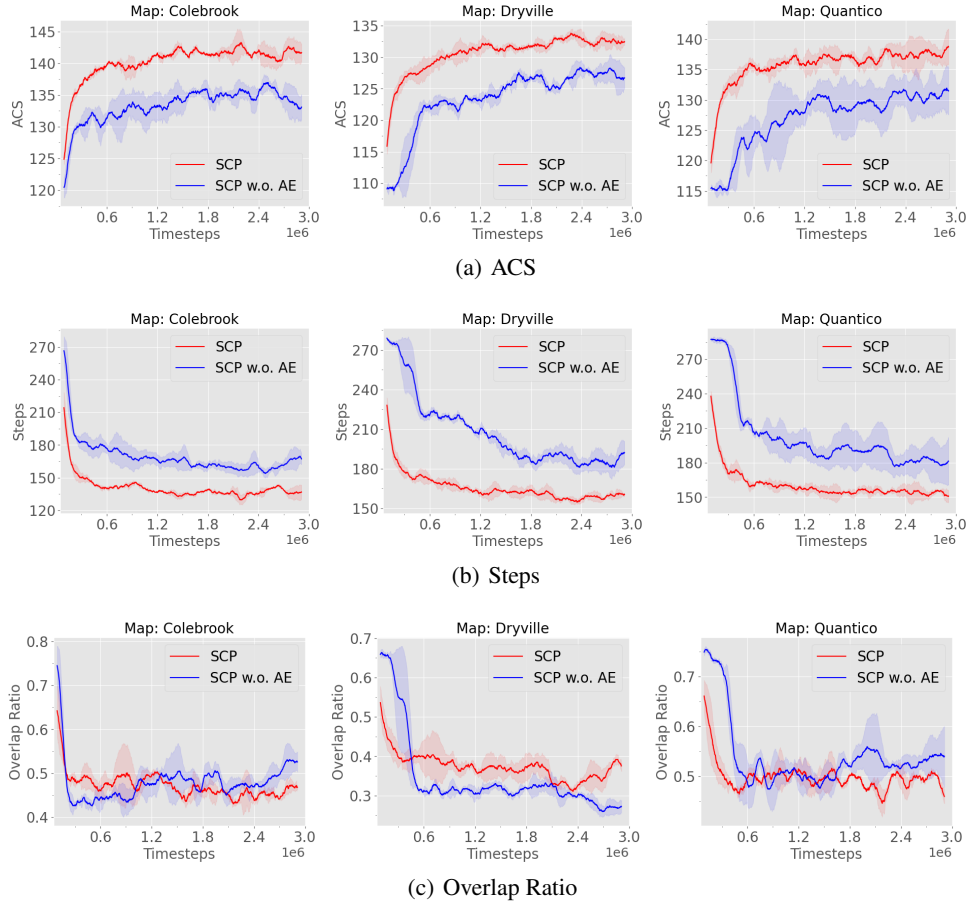 Map: Colebrook
145
140
135
130
125
120
ACS
SCP
SCP w.o. AE
0.6 1.2 1.8 2.4 3.0
Timesteps
1e6
Map: Dryville
135
130
125
120
115
110
ACS
SCP
SCP w.o. AE
0.6 1.2 1.8 2.4 3.0
Timesteps
1e6
Map: Quantico
140
135
130
125
120
115
ACS
SCP
SCP w.o. AE
0.6 1.2 1.8 2.4 3.0
Timesteps
1e6
(a) ACS
Map: Colebrook
270
240
210
180
150
120
Steps
SCP
SCP w.o. AE
0.6 1.2 1.8 2.4 3.0
Timesteps
1e6
Map: Dryville
270
240
210
180
150
Steps
SCP
SCP w.o. AE
0.6 1.2 1.8 2.4 3.0
Timesteps
1e6
Map: Quantico
270
240
210
180
150
Steps
SCP
SCP w.o. AE
0.6 1.2 1.8 2.4 3.0
Timesteps
1e6
(b) Steps
Map: Colebrook
0.8
0.7
0.6
0.5
0.4
Overlap Ratio
SCP
SCP w.o. AE
0.6 1.2 1.8 2.4 3.0
Timesteps
1e6
Map: Dryville
0.7
0.6
0.5
0.4
0.3
Overlap Ratio
SCP
SCP w.o. AE
0.6 1.2 1.8 2.4 3.0
Timesteps
1e6
Map: Quantico
0.7
0.6
0.5
Overlap Ratio
SCP
SCP w.o. AE
0.6 1.2 1.8 2.4 3.0
Timesteps
1e6
(c) Overlap Ratio